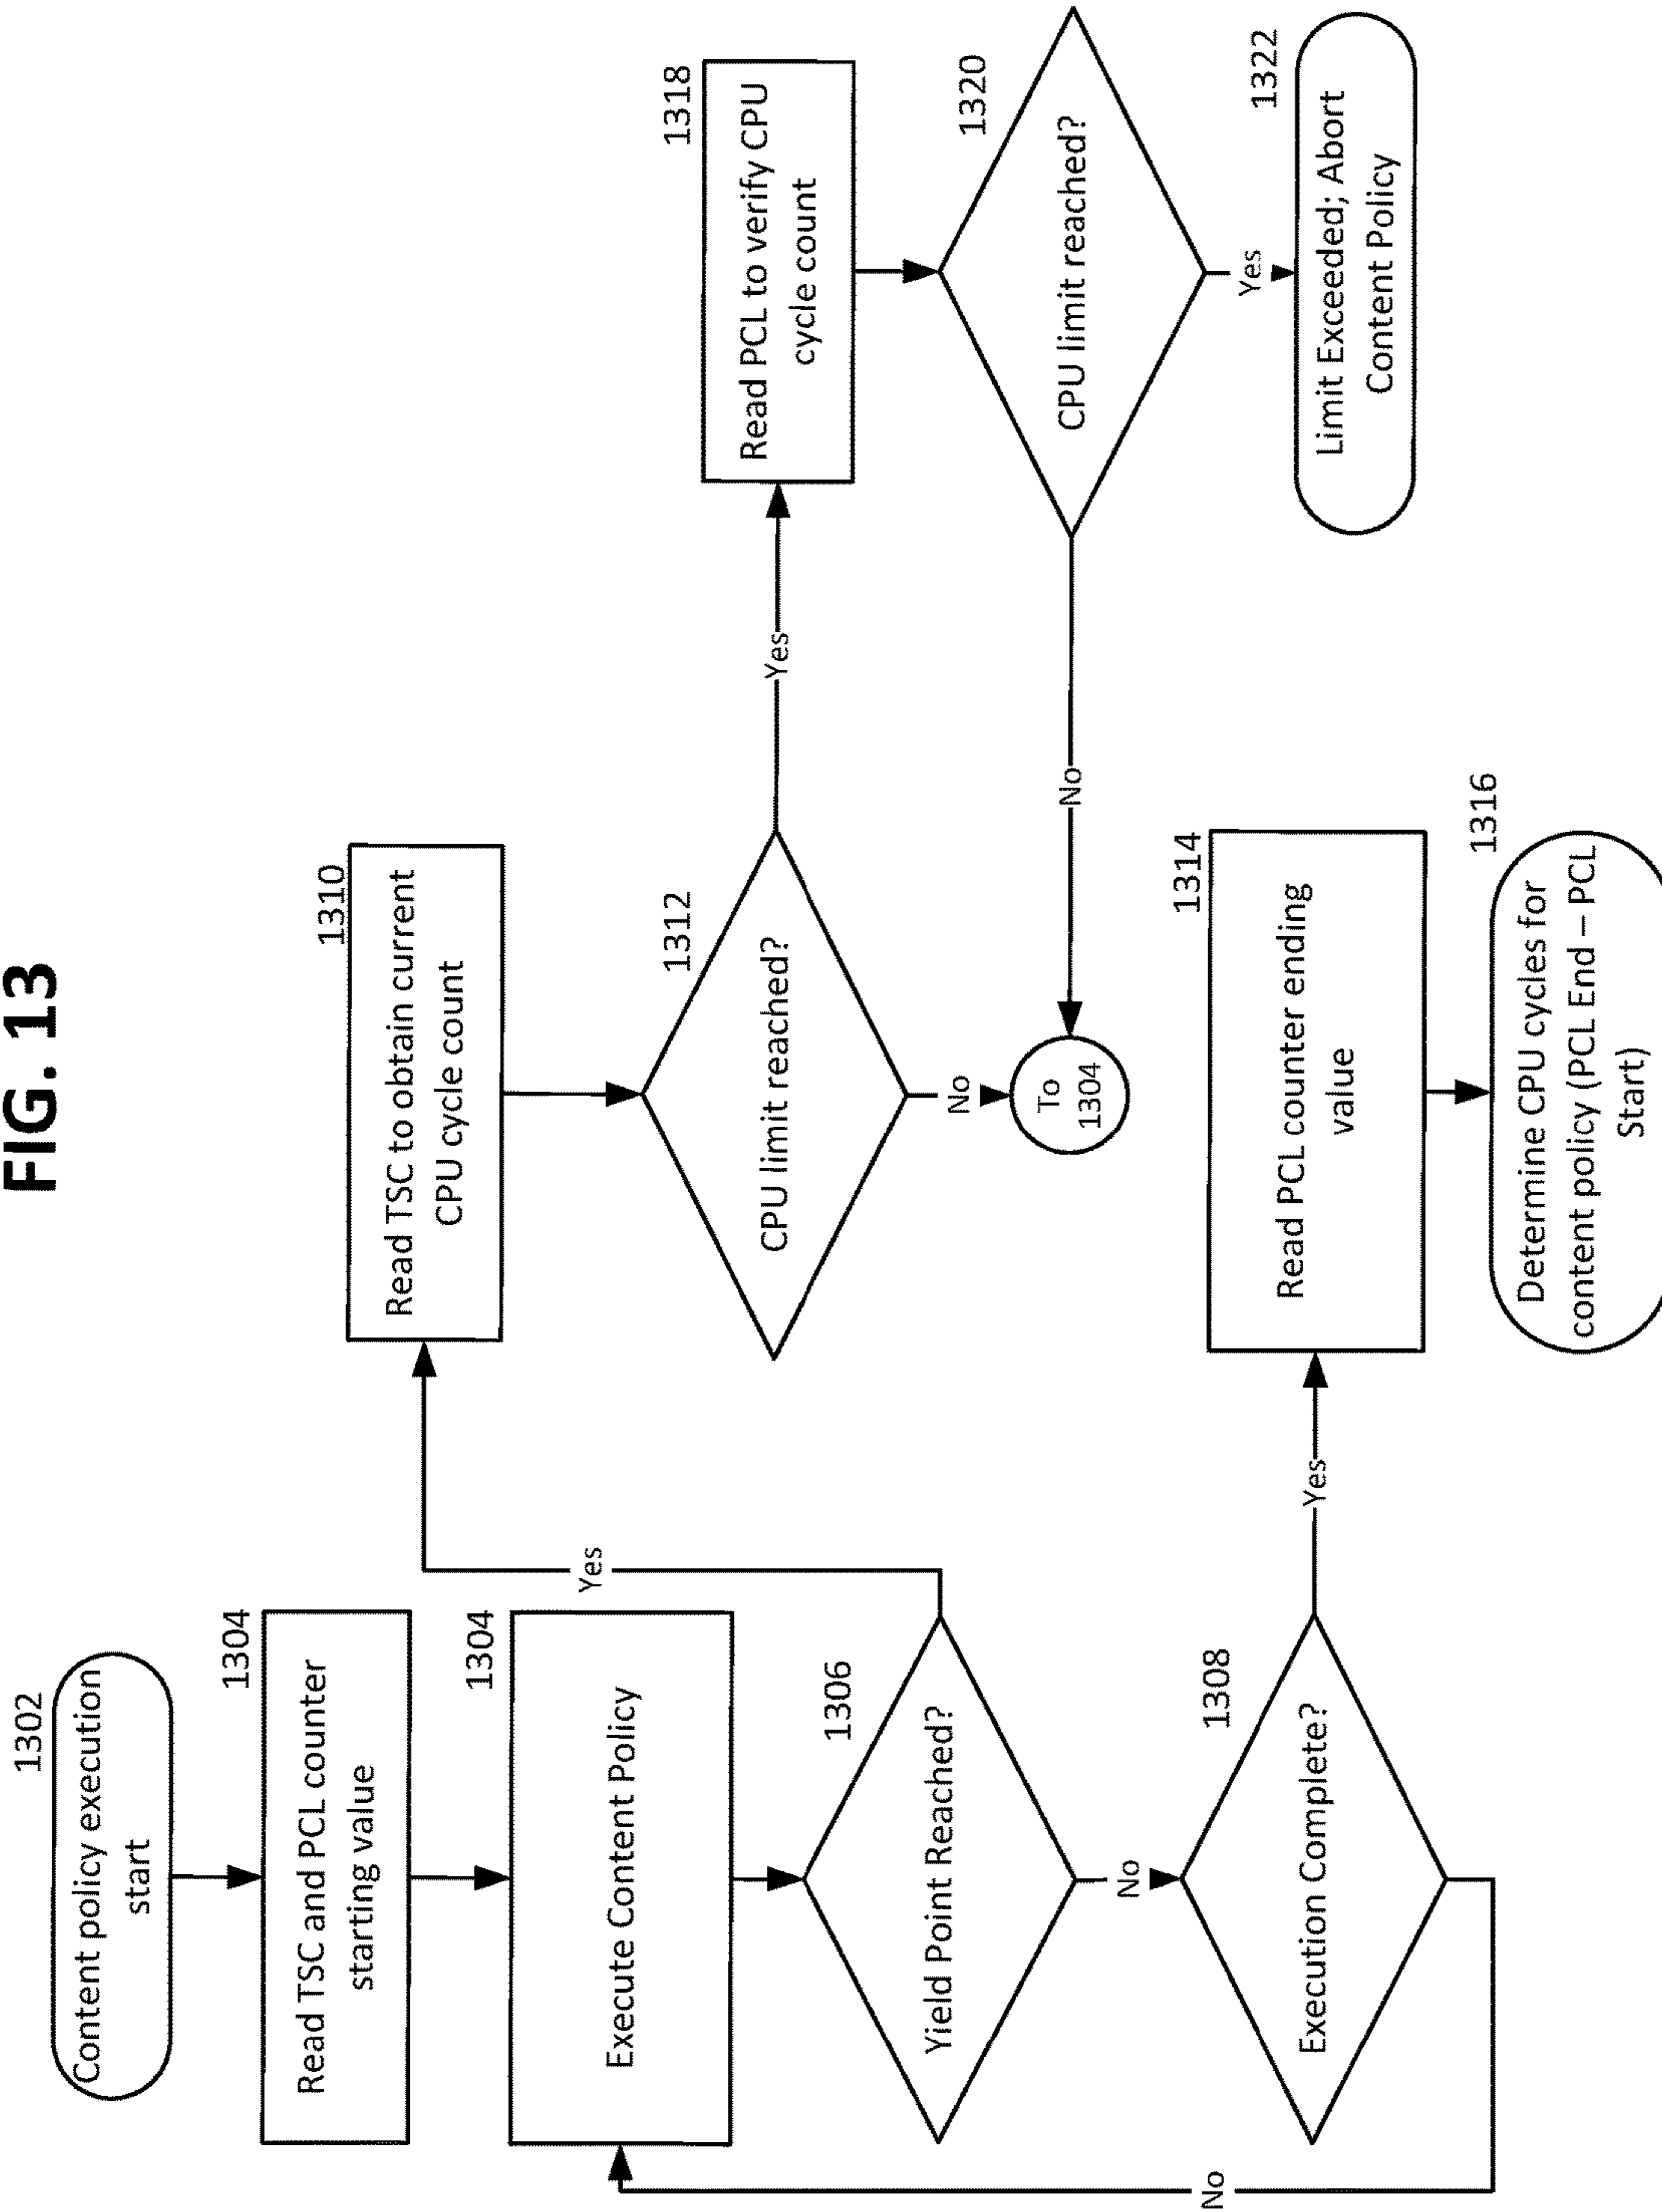 FIG. 13
1302
Content policy execution
start
1304
Read TSC and PCL counter
starting value
1304
Execute Content Policy
1306
Yield Point Reached?
Yes
No
1308
Execution Complete?
No
Yes
1310
Read TSC to obtain current
CPU cycle count
1312
CPU limit reached?
Yes
No
To
1304
1314
Read PCL counter ending
value
1316
Determine CPU cycles for
content policy (PCL End – PCL
Start)
1318
Read PCL to verify CPU
cycle count
1320
CPU limit reached?
No
Yes
1322
Limit Exceeded; Abort
Content Policy